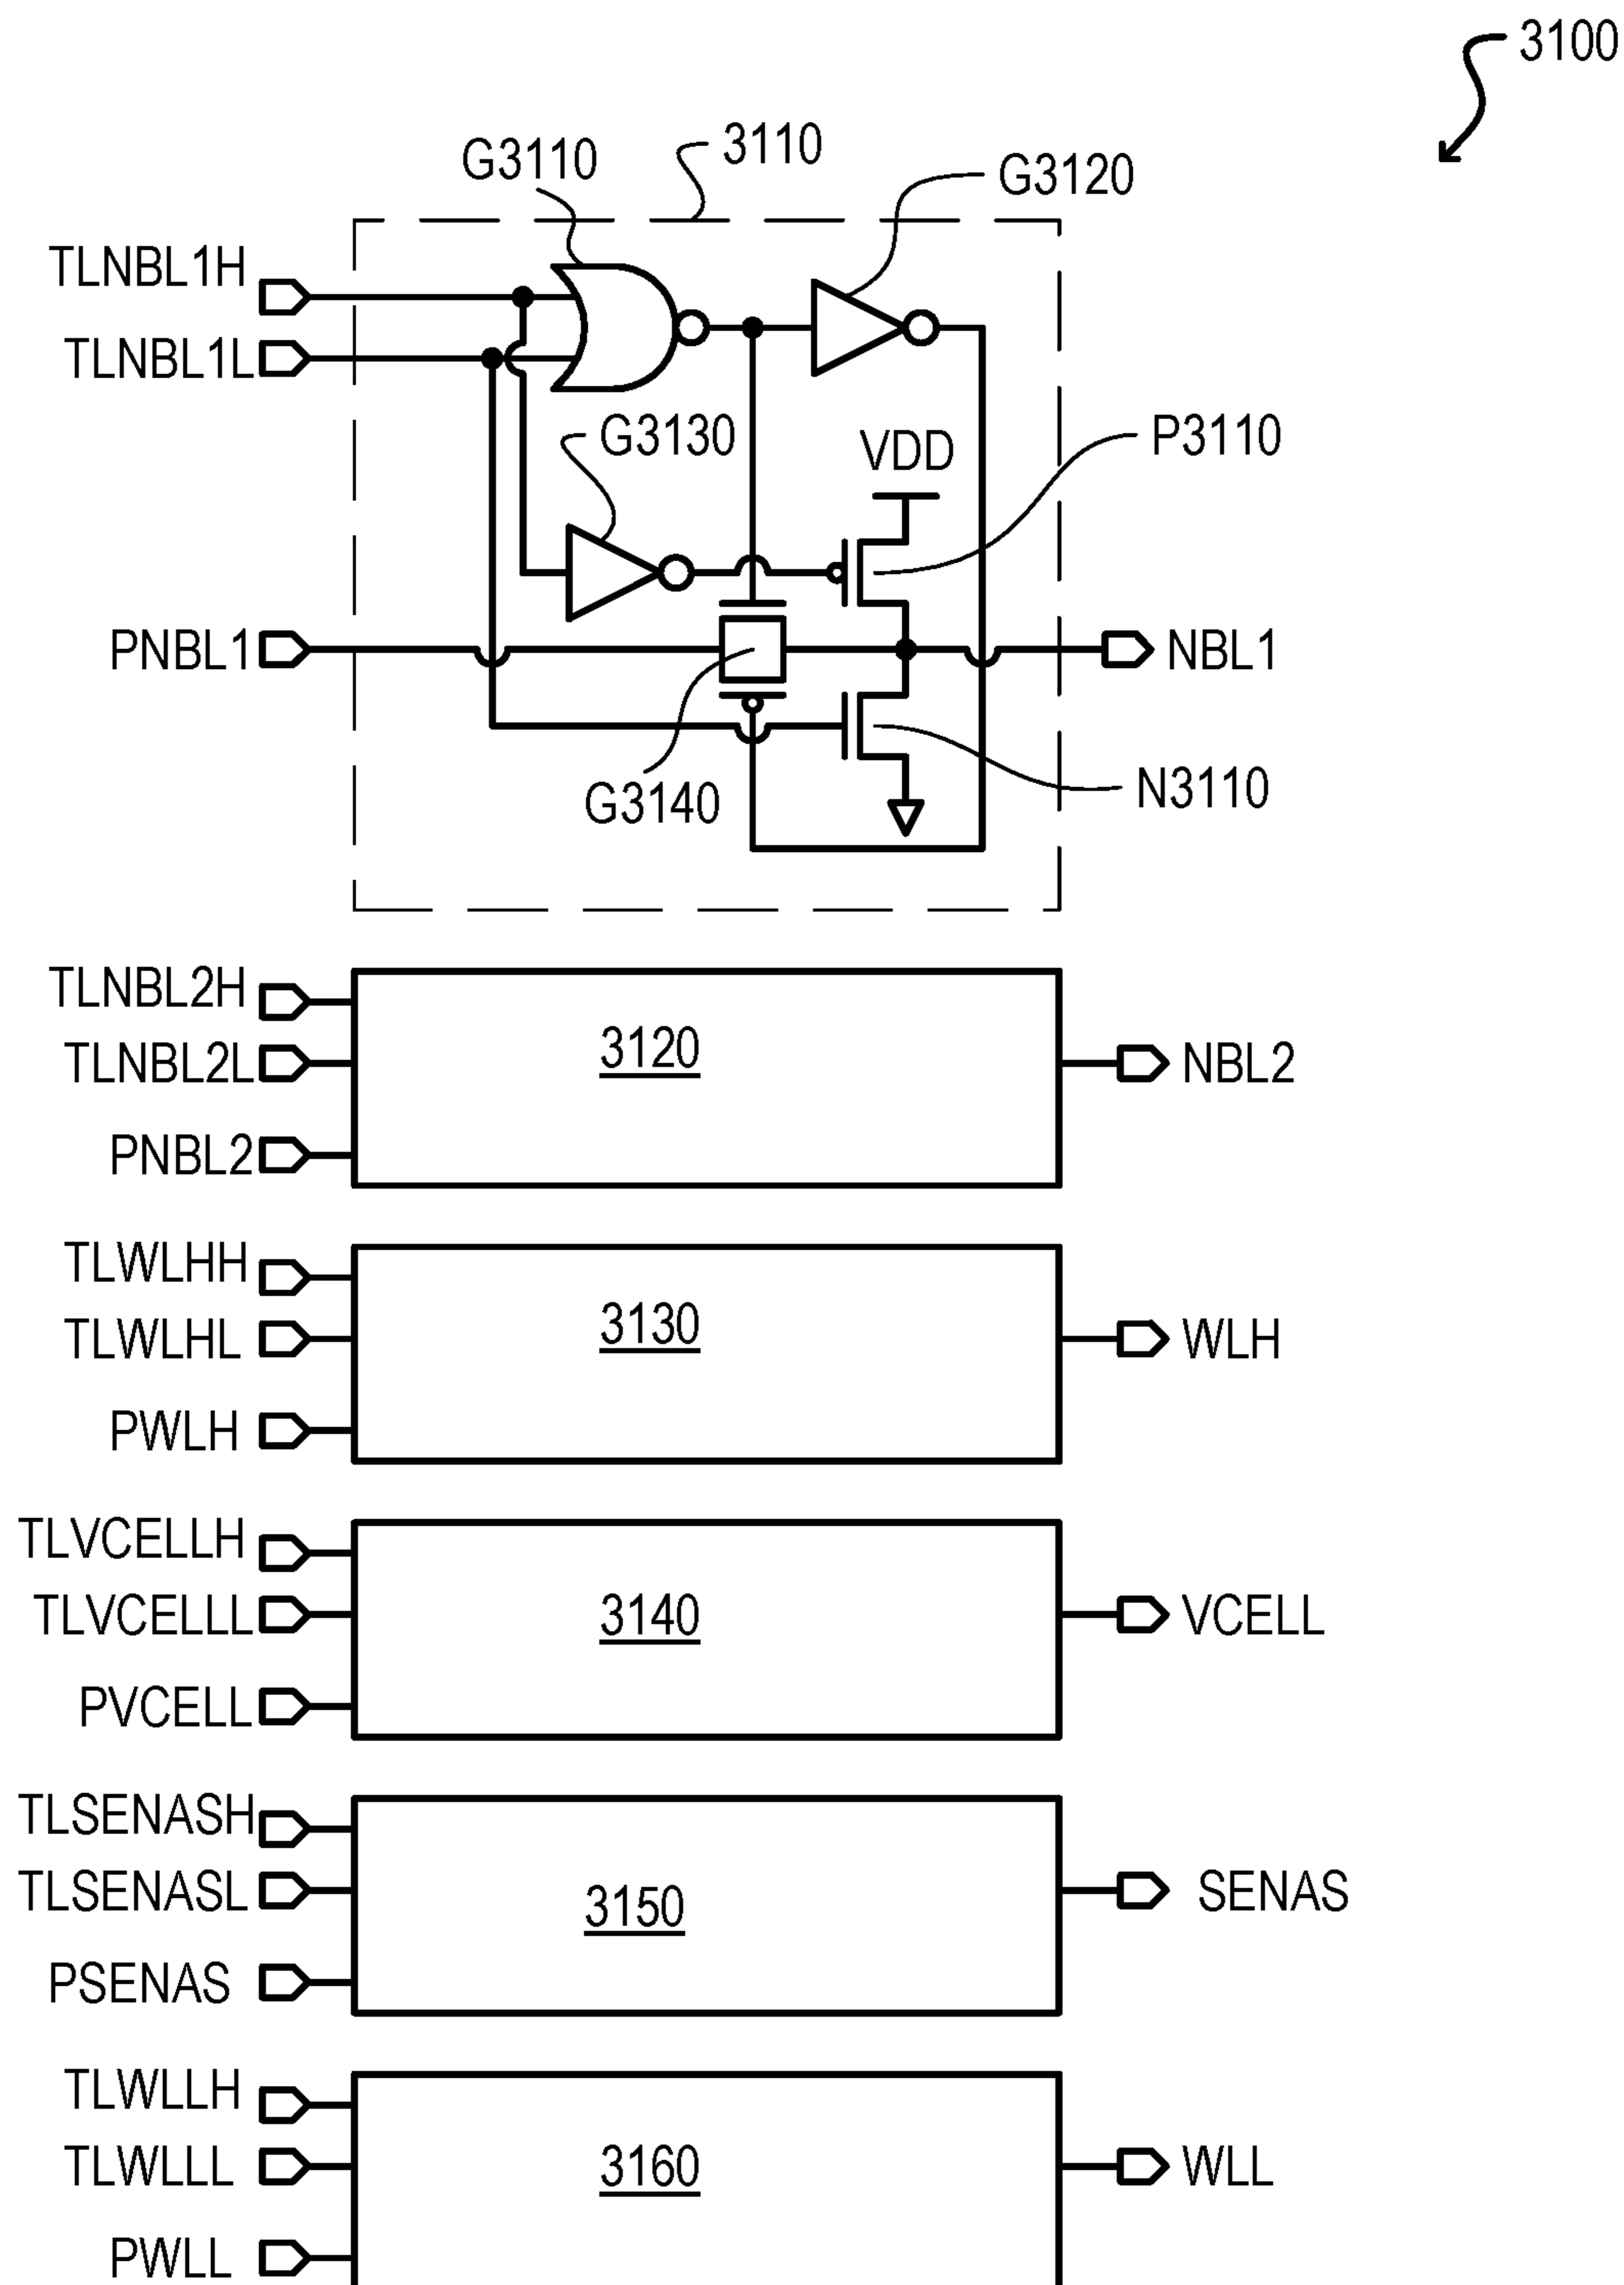 3100
G3110
3110
G3120
TLNBL1H
TLNBL1L
G3130
VDD
P3110
PNBL1
NBL1
G3140
N3110
TLNBL2H
TLNBL2L
PNBL2
3120
NBL2
TLWLHH
TLWLHL
PWLH
3130
WLH
TLVCELLH
TLVCELLL
PVCELL
3140
VCELL
TLSENASH
TLSENASL
PSENAS
3150
SENAS
TLWLLH
TLWLLL
PWLL
3160
WLL